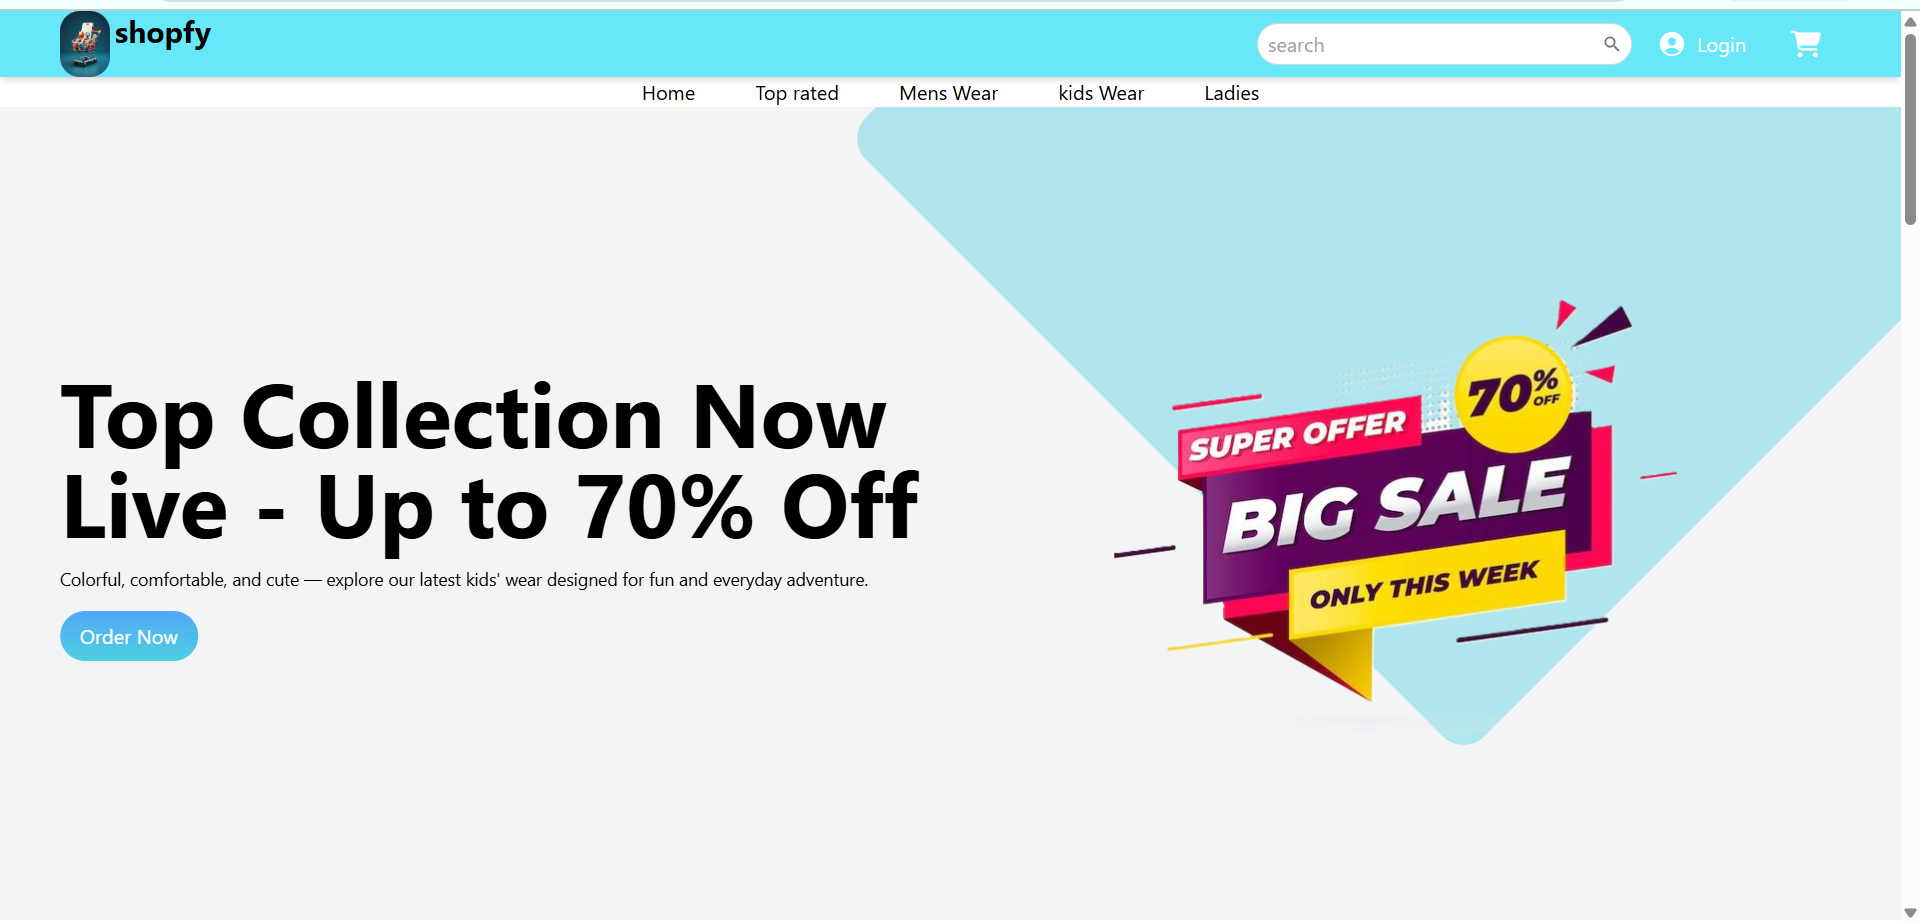 shopfy
search
Login
Home Top rated Mens Wear kids Wear Ladies
Top Collection Now
Live - Up to 70% Off
Colorful, comfortable, and cute — explore our latest kids' wear designed for fun and everyday adventure.
Order Now
70% OFF
SUPER OFFER
BIG SALE
ONLY THIS WEEK